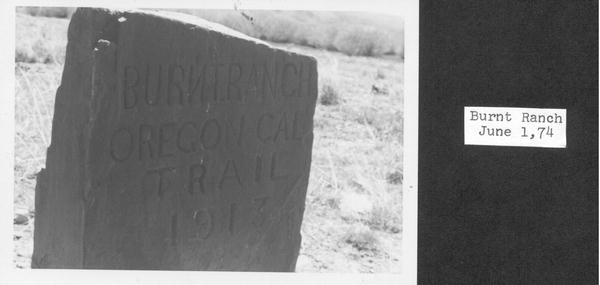 BURNT RANCH
OREGON CAL
TRAIL
1913
Burnt Ranch
June 1,74